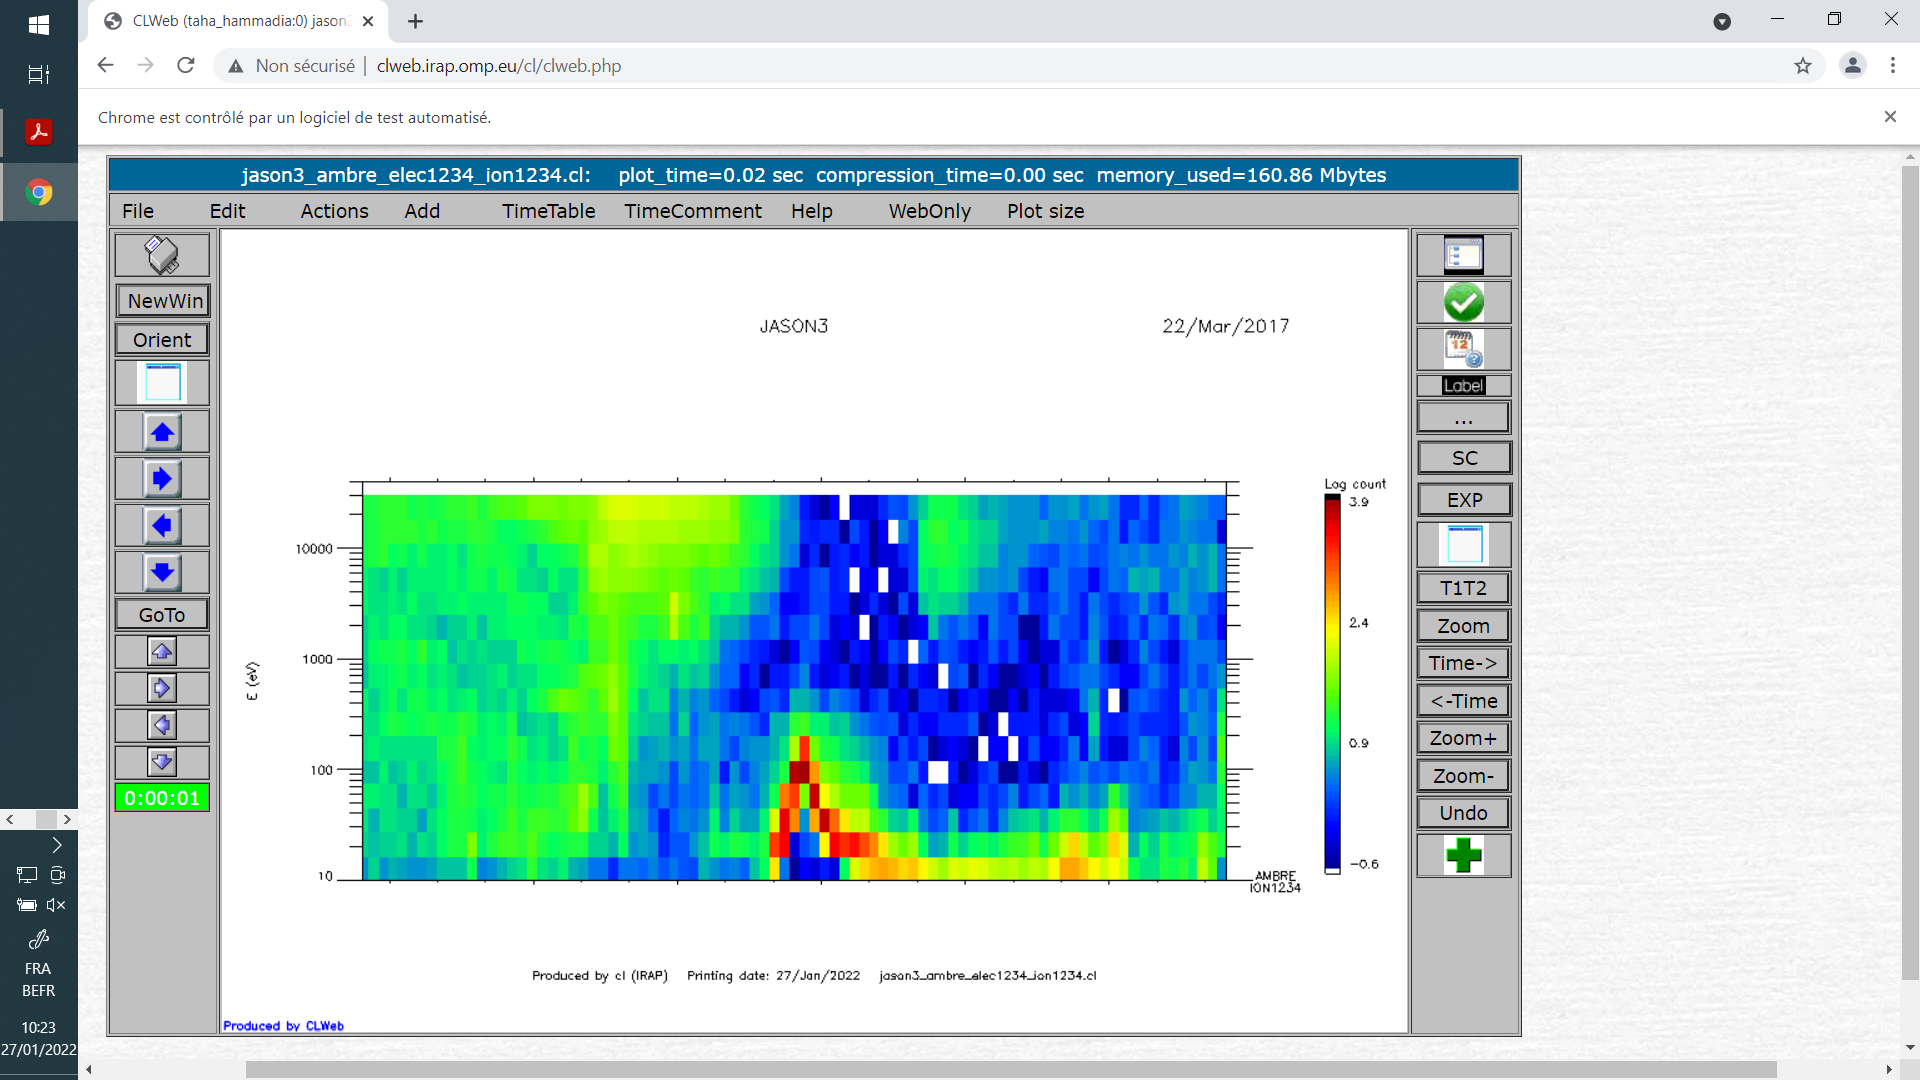 CLWeb (taha_hammadia:0) jason3
Non sécurisé | clweb.irap.omp.eu/cl/clweb.php
Chrome est contrôlé par un logiciel de test automatisé.
jason3_ambre_elec1234_ion1234.cl: plot_time=0.02 sec compression_time=0.00 sec memory_used=160.86 Mbytes
File Edit Actions Add TimeTable TimeComment Help WebOnly Plot size
NewWin
Orient
GoTo
0:00:01
JASON3 22/Mar/2017
E (eV)
10000
1000
100
10
Log count
3.9
2.4
0.9
-0.6
AMBRE
ION1234
Produced by cl (IRAP) Printing date: 27/Jan/2022 jason3_ambre_elec1234_ion1234.cl
Produced by CLWeb
12
Label
...
SC
EXP
T1T2
Zoom
Time->
<-Time
Zoom+
Zoom-
Undo
FRA
BEFR
10:23
27/01/2022